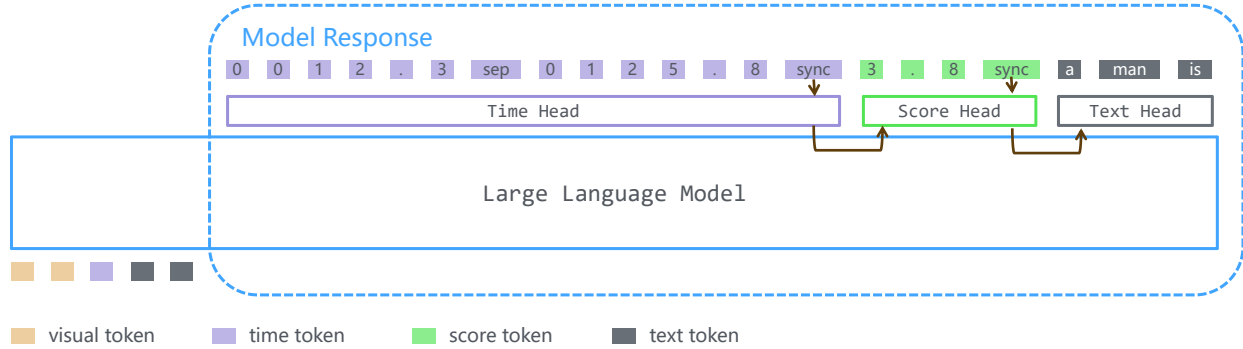 Model Response
0 0 1 2 . 3 sep 0 1 2 5 . 8 sync 3 . 8 sync a man is
Time Head Score Head Text Head
Large Language Model
visual token time token score token text token